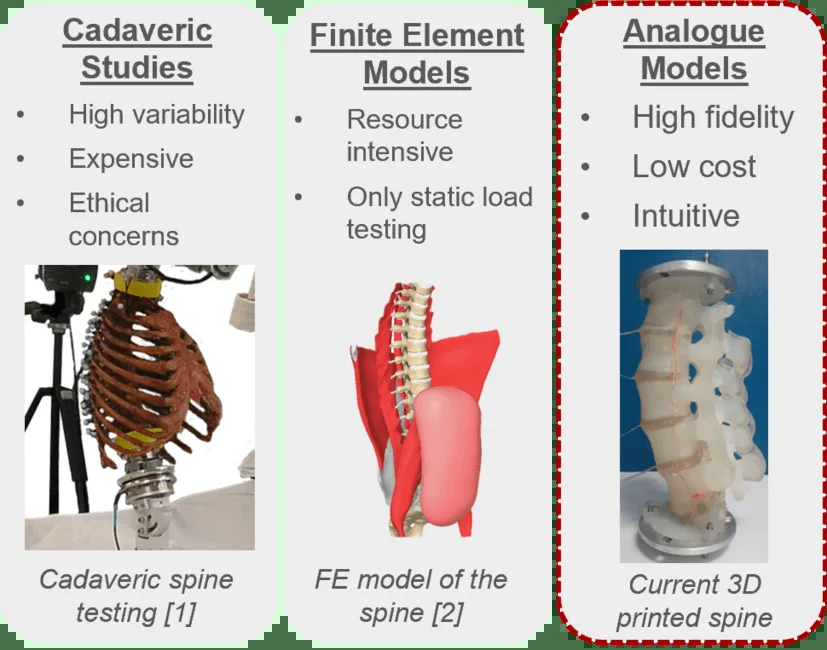 Cadaveric
Studies
• High variability
• Expensive
• Ethical
concerns
Cadaveric spine
testing [1]
Finite Element
Models
• Resource
intensive
• Only static load
testing
FE model of the
spine [2]
Analogue
Models
• High fidelity
• Low cost
• Intuitive
Current 3D
printed spine